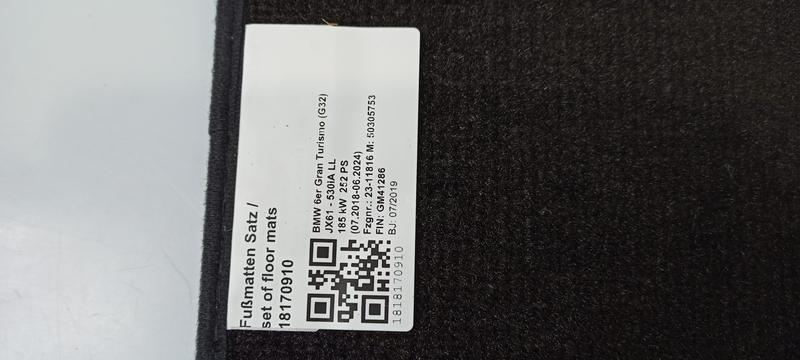 Fußmatten Satz /
set of floor mats
18170910
BMW 6er Gran Turismo (G32)
JX61 - 530iA LL
185 kW 252 PS
(07.2018-06.2024)
Fzgnr.: 23-11816 M: 50305753
FIN: GM41286
BJ: 07/2019
1818170910